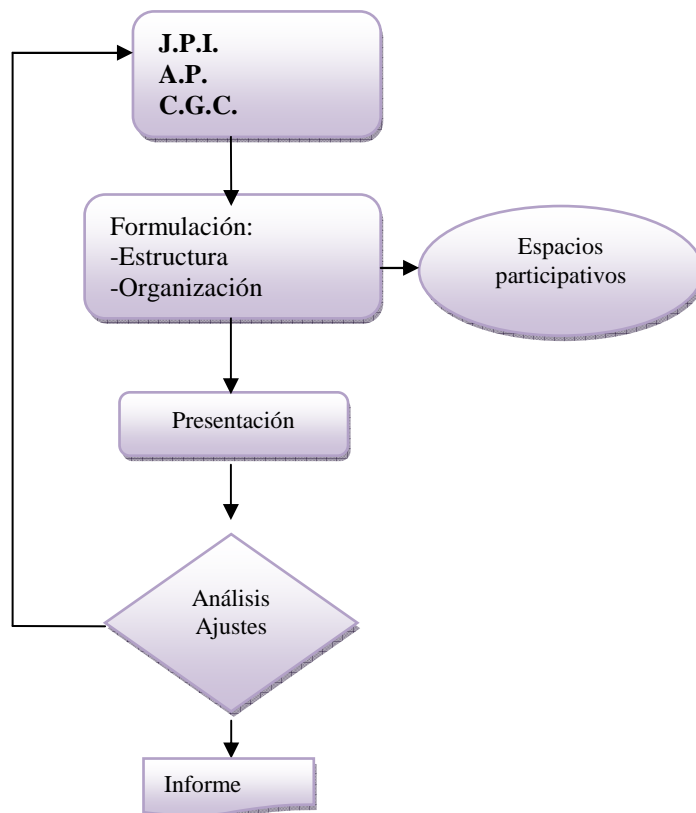 J.P.I.
A.P.
C.G.C.
Formulación:
-Estructura
-Organización
Espacios
participativos
Presentación
Análisis
Ajustes
Informe